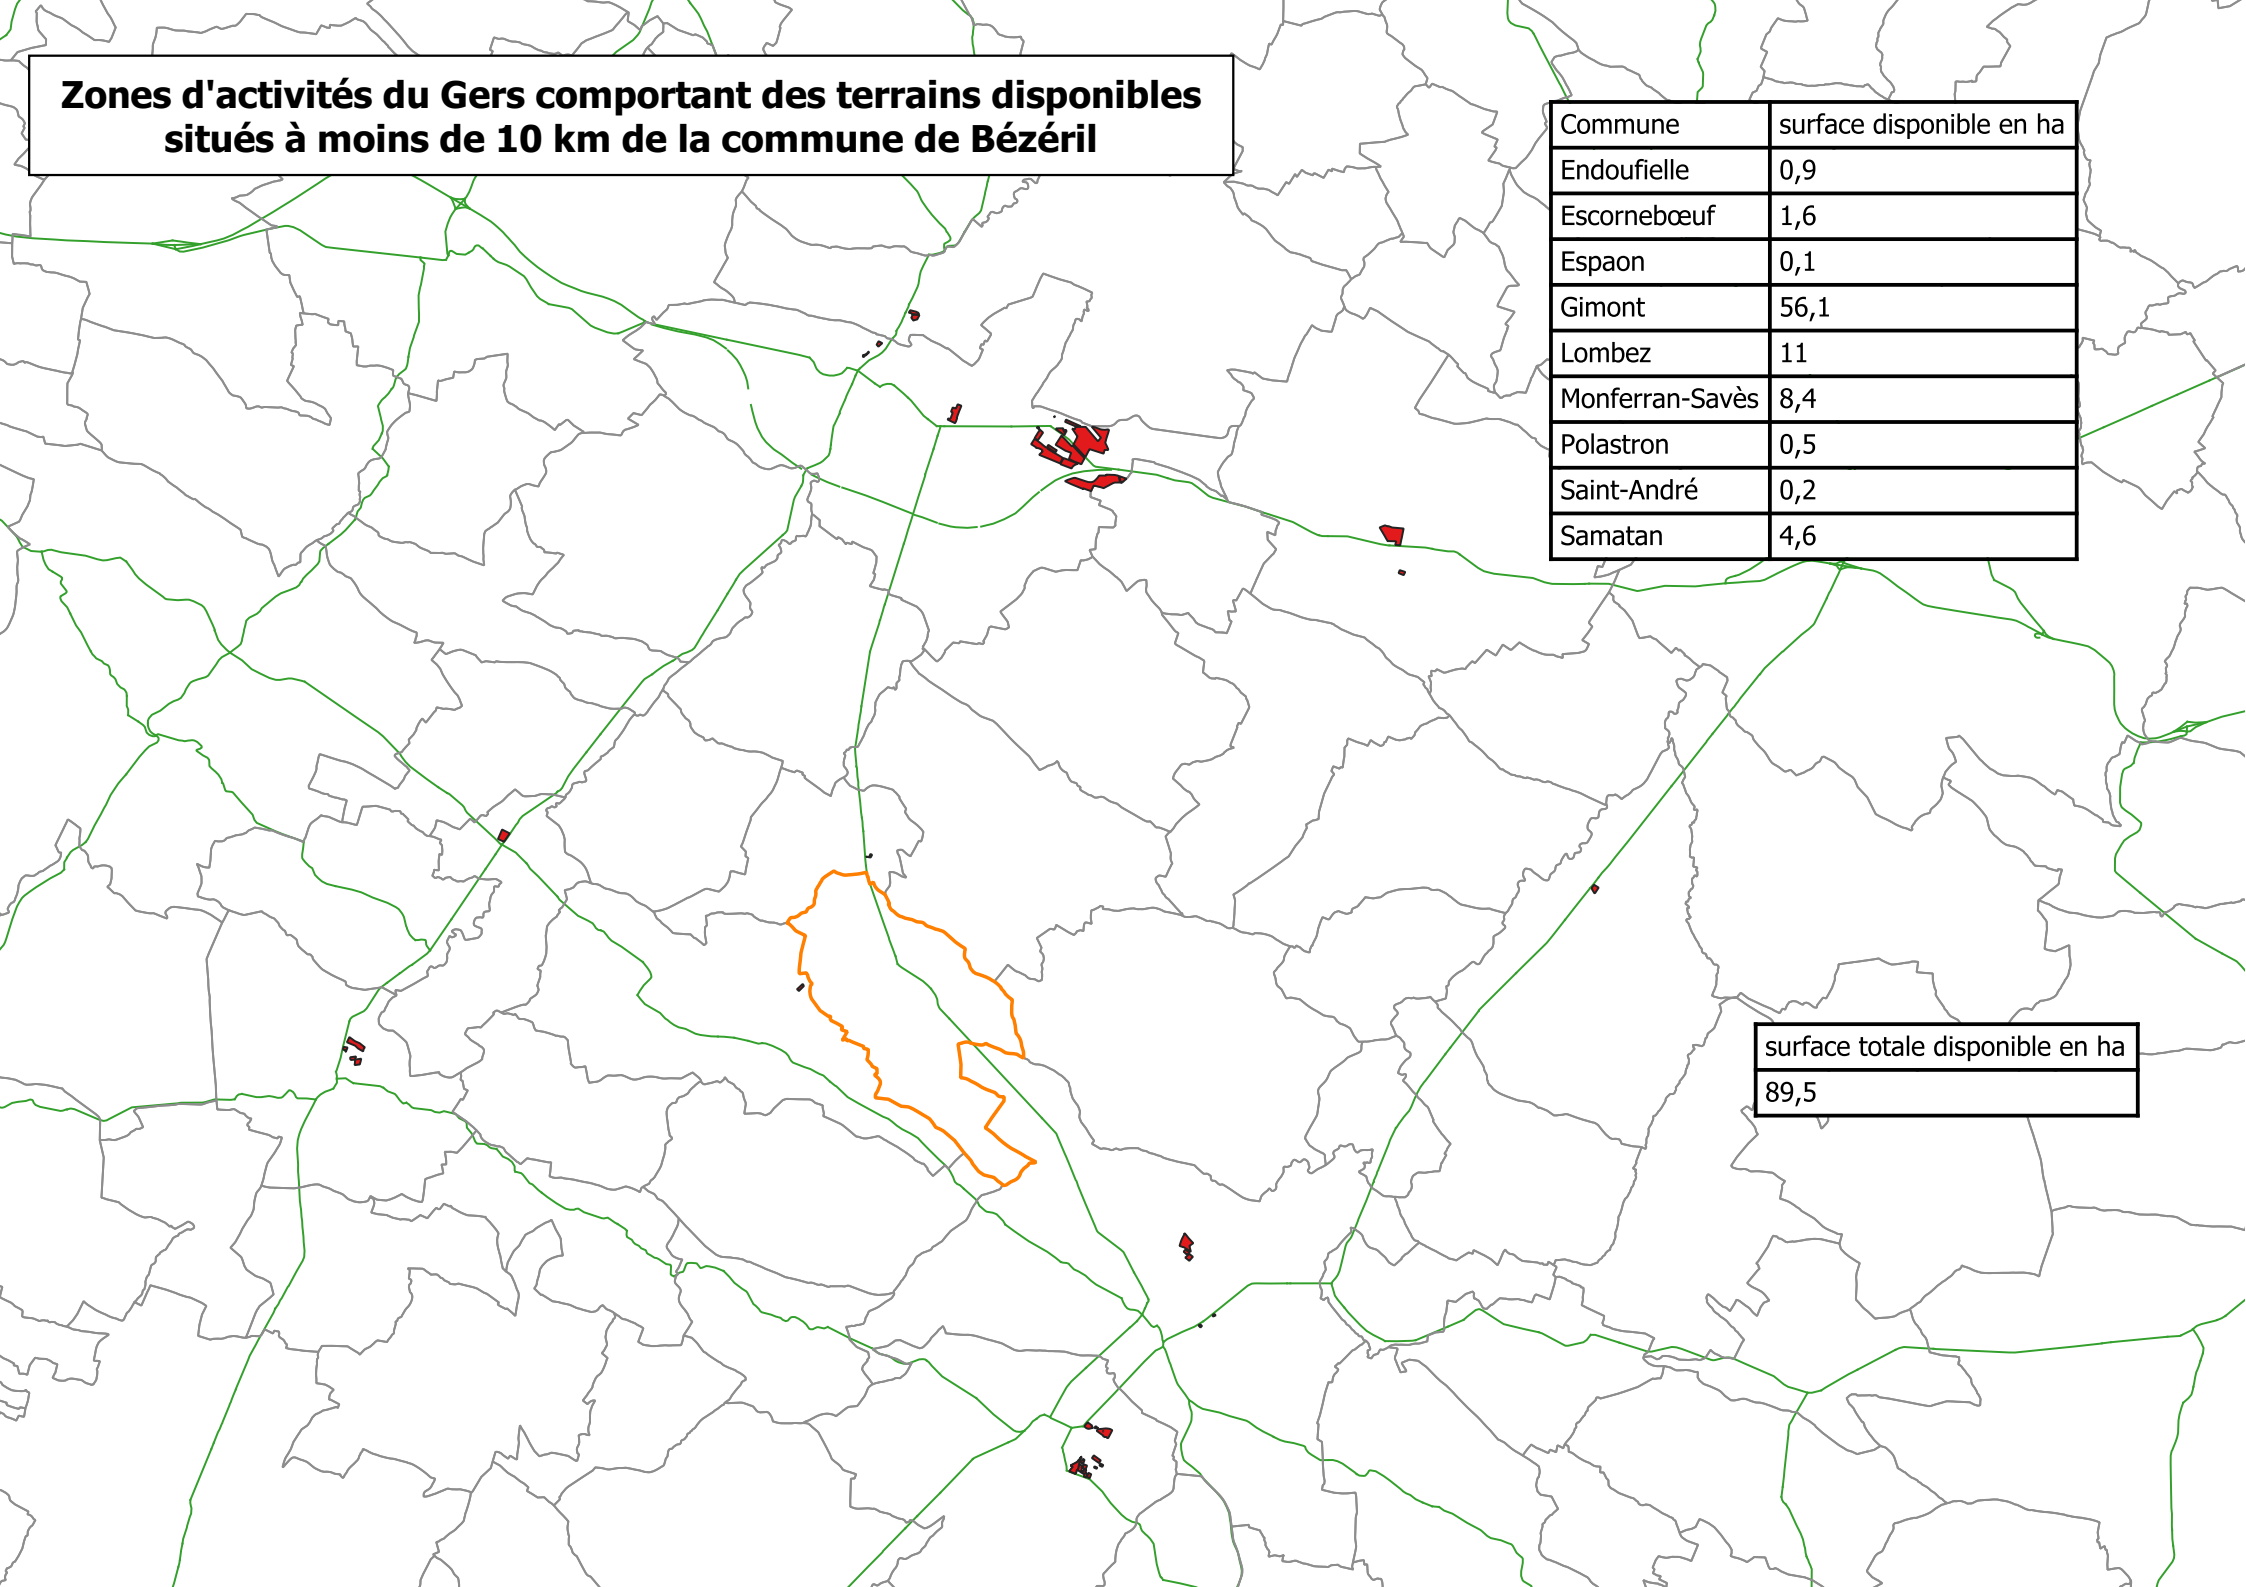 Zones d'activités du Gers comportant des terrains disponibles
situés à moins de 10 km de la commune de Bézéril
Commune surface disponible en ha
Endoufielle 0,9
Escornebœuf 1,6
Espaon 0,1
Gimont 56,1
Lombez 11
Monferran-Savès 8,4
Polastron 0,5
Saint-André 0,2
Samatan 4,6
surface totale disponible en ha
89,5